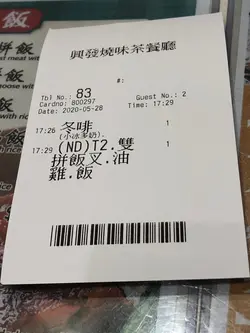 飯
興發燒味茶餐廳
Tbl No.: 83 Guest No.: 2
Cardno: 800297
Date: 2020-05-28 Time: 17:29
17:26 冬啡 1
(小冰多奶).
17:29 (ND)T2.雙 1
拼飯叉.油
雞.飯